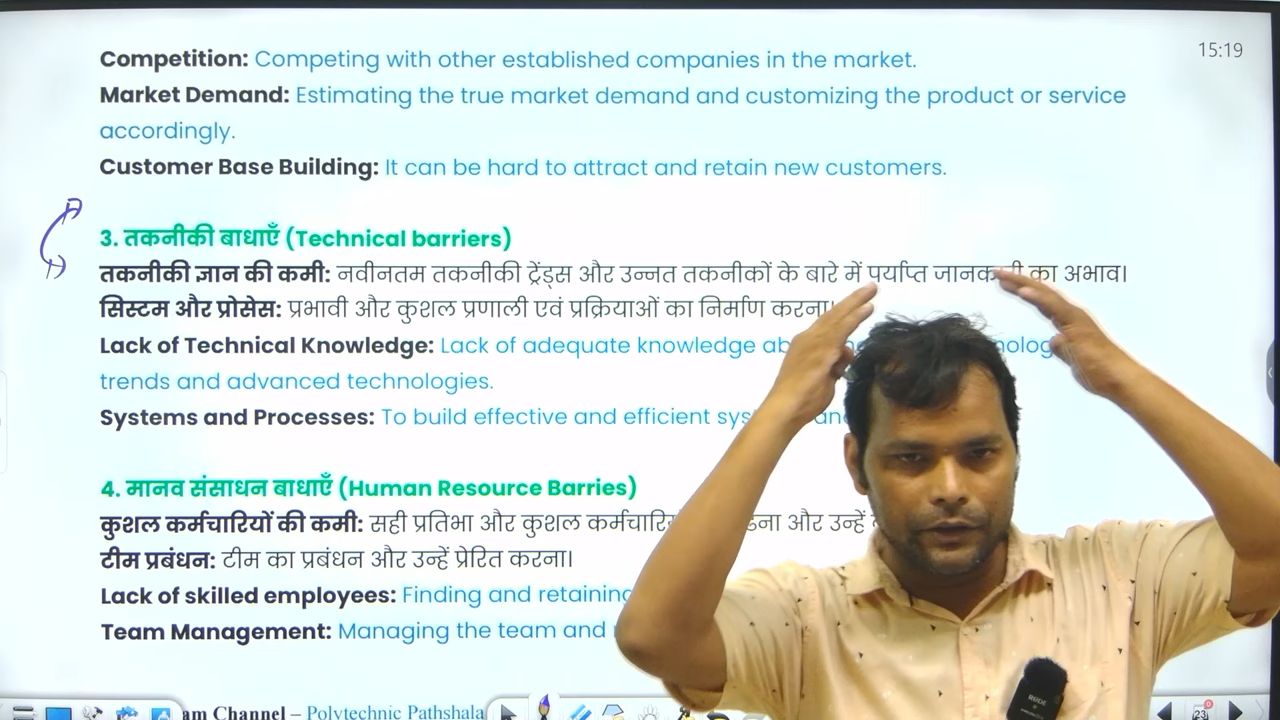 15:19
Competition: Competing with other established companies in the market.
Market Demand: Estimating the true market demand and customizing the product or service
accordingly.
Customer Base Building: It can be hard to attract and retain new customers.
3. तकनीकी बाधाएँ (Technical barriers)
तकनीकी ज्ञान की कमी: नवीनतम तकनीकी ट्रेंड्स और उन्नत तकनीकों के बारे में पर्याप्त का अभाव।
सिस्टम और प्रोसेस: प्रभावी और कुशल प्रणाली एवं प्रक्रियाओं का निर्माण करना।
Lack of Technical Knowledge: Lack of adequate knowledge
trends and advanced technologies.
Systems and Processes: To build effective and efficient
4. मानव संसाधन बाधाएँ (Human Resource Barries)
कुशल कर्मचारियों की कमी: सही प्रतिभा और कुशल और उन्हें
टीम प्रबंधन: टीम का प्रबंधन और उन्हें प्रेरित करना।
Lack of skilled employees: Finding and retaining
Team Management: Managing the team and
am Channel – Polytechnic Pathshala
23
RODE